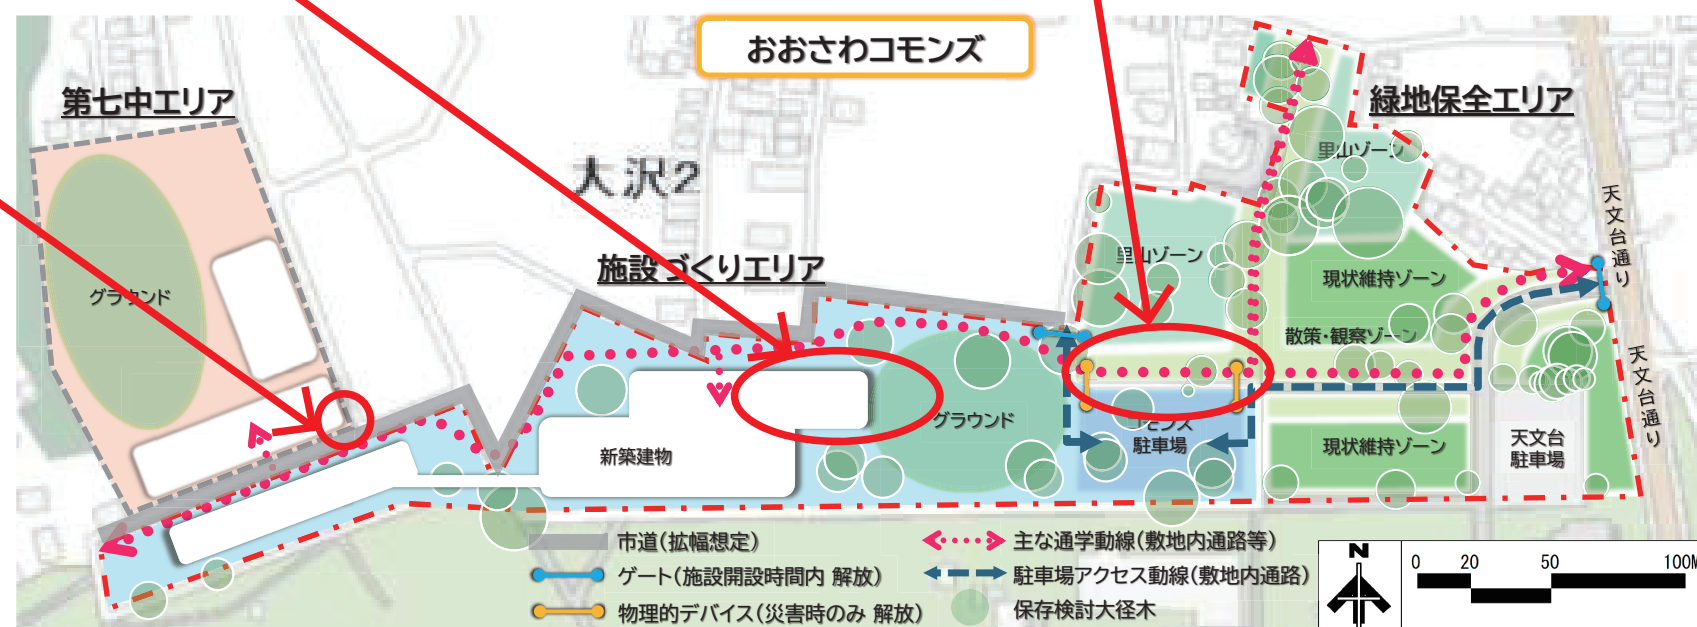 おおさわコモンズ
第七中エリア
緑地保全エリア
大沢2
施設づくりエリア
里山ゾーン
里山ゾーン
天文台通り
グラウンド
現状維持ゾーン
散策・観察ゾーン
天文台通り
グラウンド
新築建物
コモンズ
駐車場
現状維持ゾーン
天文台
駐車場
市道(拡幅想定)
ゲート(施設開設時間内 解放)
物理的デバイス(災害時のみ 解放)
主な通学動線(敷地内通路等)
駐車場アクセス動線(敷地内通路)
保存検討大径木
N
0 20 50 100M